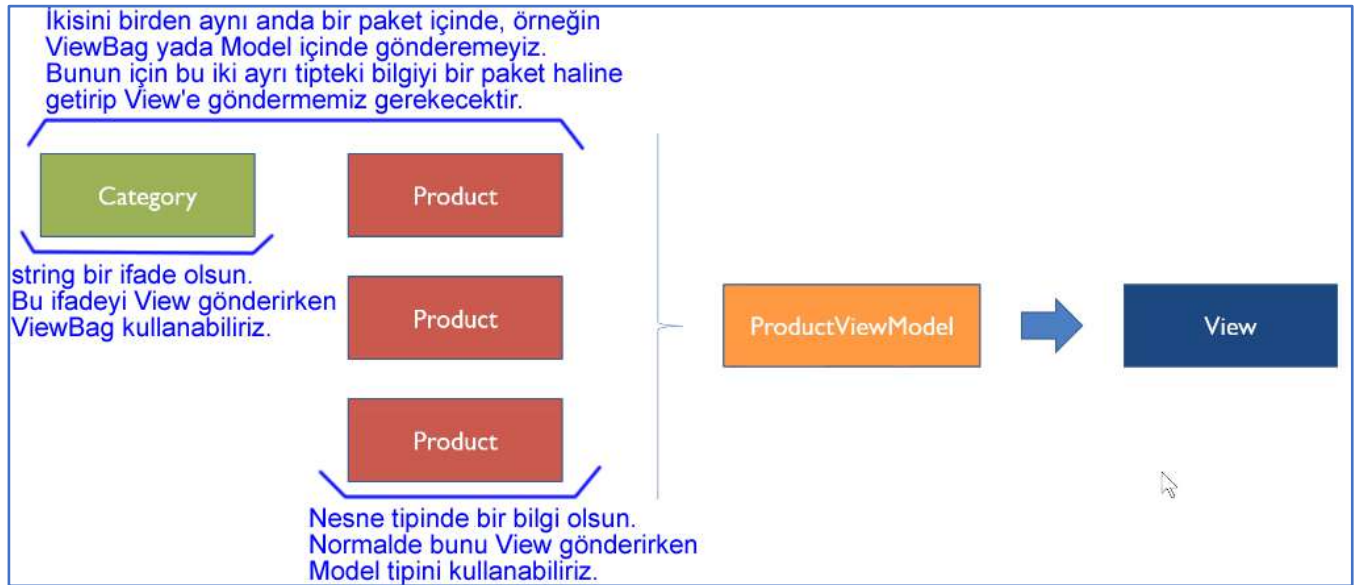 İkisini birden aynı anda bir paket içinde, örneğin
ViewBag yada Model içinde gönderemeyiz.
Bunun için bu iki ayrı tipteki bilgiyi bir paket haline
getirip View'e göndermemiz gerekecektir.
Category
Product
string bir ifade olsun.
Bu ifadeyi View gönderirken
ViewBag kullanabiliriz.
Product
ProductViewModel
View
Product
Nesne tipinde bir bilgi olsun.
Normalde bunu View gönderirken
Model tipini kullanabiliriz.